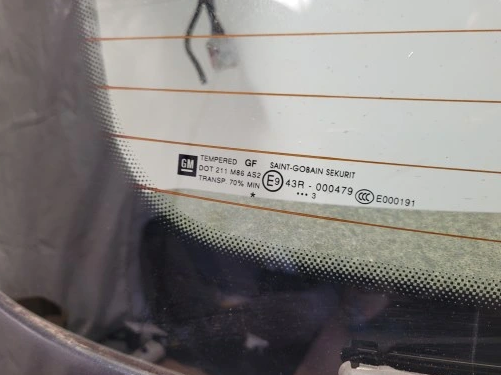 GM
TEMPERED GF SAINT-GOBAIN SEKURIT
DOT 211 M86 AS2 E9 43R - 000479 CCC E000191
TRANSP. 70% MIN ••• 3
*